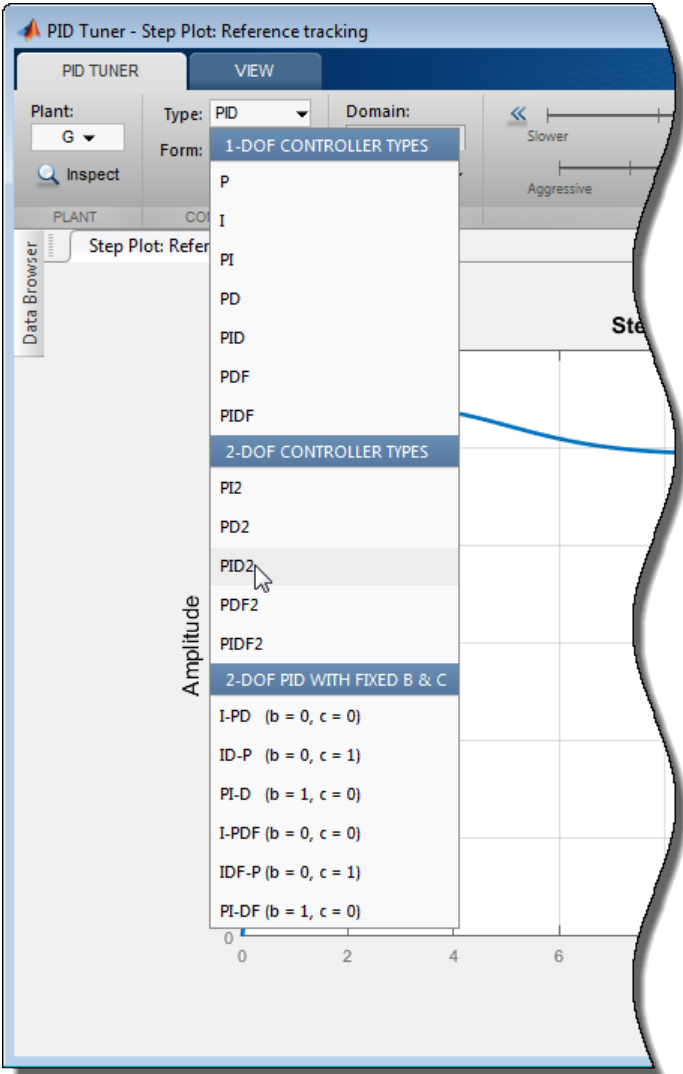 PID Tuner - Step Plot: Reference tracking
PID TUNER
VIEW
Plant:
Type: PID
Domain:
G
Slower
Form:
Inspect
Aggressive
PLANT
CO
Step Plot: Refer
Data Browser
1-DOF CONTROLLER TYPES
P
I
PI
PD
PID
PDF
PIDF
2-DOF CONTROLLER TYPES
PI2
PD2
PID2
PDF2
PIDF2
2-DOF PID WITH FIXED B & C
I-PD (b = 0, c = 0)
ID-P (b = 0, c = 1)
PI-D (b = 1, c = 0)
I-PDF (b = 0, c = 0)
IDF-P (b = 0, c = 1)
PI-DF (b = 1, c = 0)
Ste
Amplitude
0
0 2 4 6